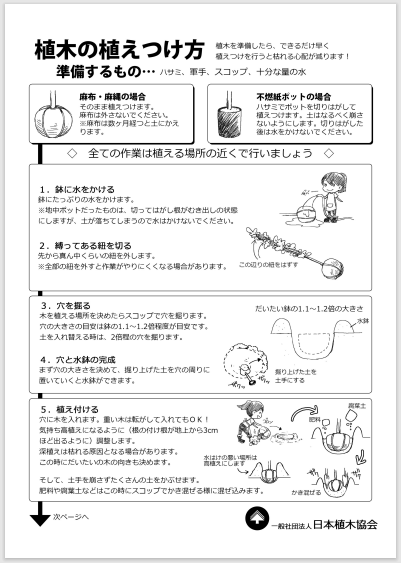 植木の植えつけ方
植木を準備したら、できるだけ早く
植えつけを行うと枯れる心配が減ります！
準備するもの… ハサミ、軍手、スコップ、十分な量の水
麻布・麻縄の場合
そのまま植えつけます。
麻布は外さないでください。
※麻布は数ヶ月経つと土にかえ
ります。
不燃紙ポットの場合
ハサミでポットを切りはがして
植えつけます。土はなるべく崩さ
ないようにします。切りはがした
後は水をかけないでください。
◇ 全ての作業は植える場所の近くで行いましょう ◇
1．鉢に水をかける
鉢にたっぷりの水をかけます。
※地中ポットだったものは、切ってはがし根がむき出しの状態
にしますが、土が落ちてしまうので水はかけないでください。
2．縛ってある紐を切る
先から真ん中くらいの紐を外します。
※全部の紐を外すと作業がやりにくくなる場合があります。
この辺りの紐をはずす
3．穴を掘る
木を植える場所を決めたらスコップで穴を掘ります。
穴の大きさの目安は鉢の1.1～1.2倍程度が目安です。
土を入れ替える時は、2倍程の穴を掘ります。
だいたい鉢の1.1～1.2倍の大きさ
水鉢
4．穴と水鉢の完成
まず穴の大きさを決めて、掘り上げた土を穴の周りに
置いていくと水鉢ができます。
掘り上げた土を
土手にする
5．植え付ける
穴に木を入れます。重い木は転がして入れてもＯＫ！
気持ち高植えになるように（根の付け根が地上から3cm
ほど出るように）調整します。
深植えは枯れる原因となる場合があります。
この時にだいたいの木の向きも決めます。
そして、土手を崩さずたくさんの土をかぶせます。
肥料や腐葉土などはこの時にスコップでかき混ぜる様に混ぜ込みます。
水はけの悪い場所は
高植えにします
肥料
腐葉土
かき混ぜる
次ページへ
一般社団法人日本植木協会